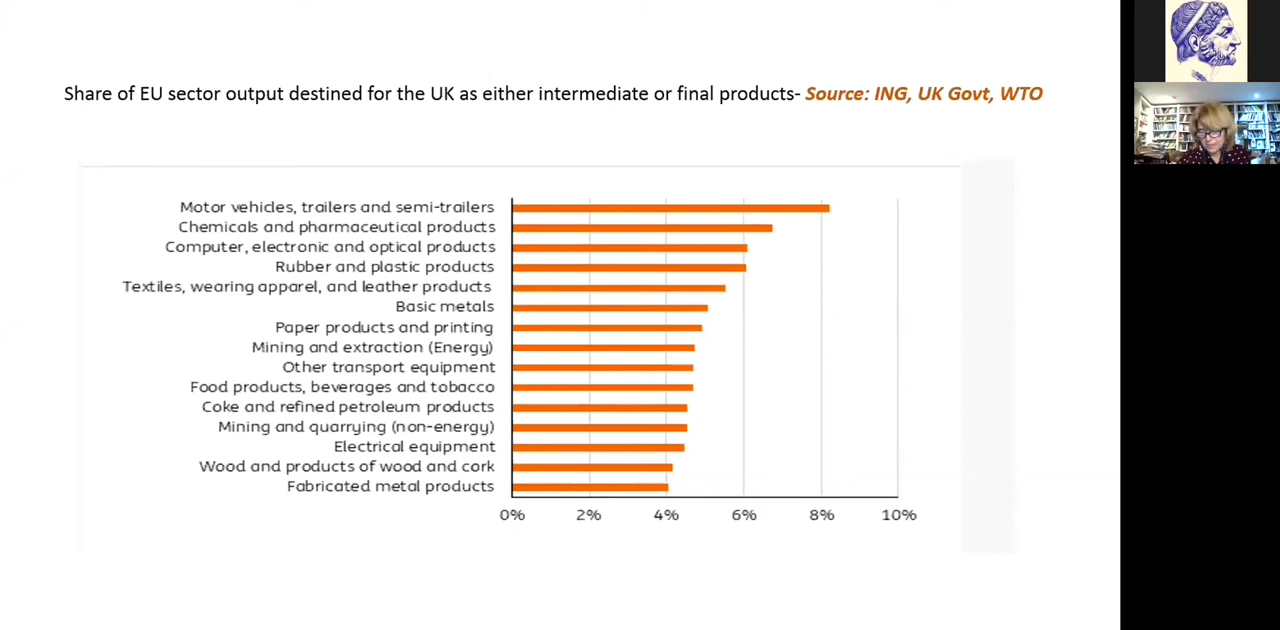 Share of EU sector output destined for the UK as either intermediate or final products- Source: ING, UK Govt, WTO
Motor vehicles, trailers and semi-trailers
Chemicals and pharmaceutical products
Computer, electronic and optical products
Rubber and plastic products
Textiles, wearing apparel, and leather products
Basic metals
Paper products and printing
Mining and extraction (Energy)
Other transport equipment
Food products, beverages and tobacco
Coke and refined petroleum products
Mining and quarrying (non-energy)
Electrical equipment
Wood and products of wood and cork
Fabricated metal products
0% 2% 4% 6% 8% 10%